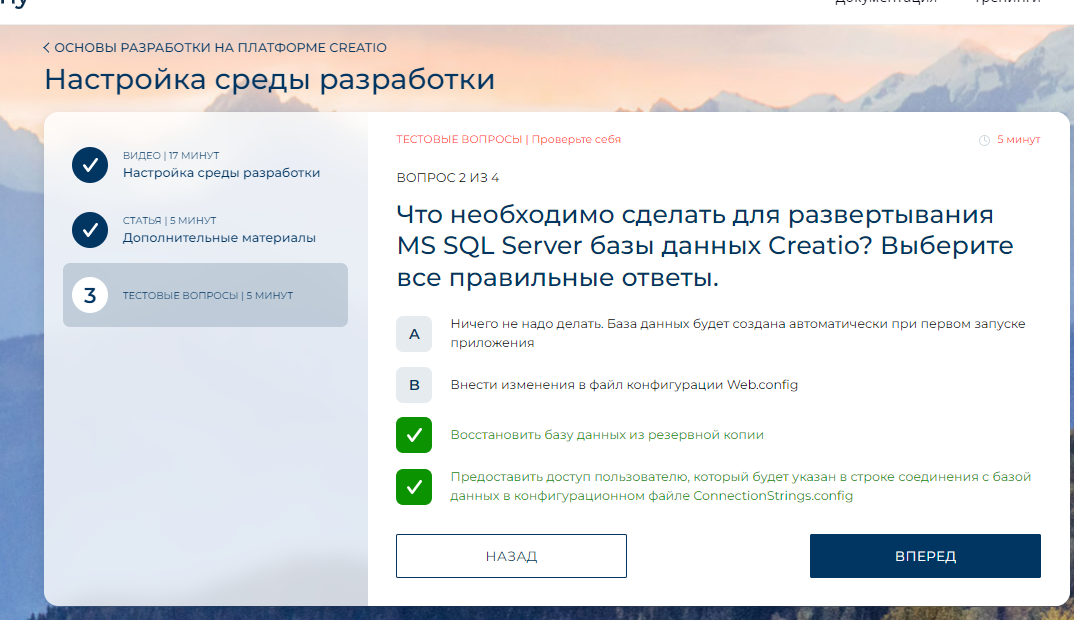 Документация Тренинги
ОСНОВЫ РАЗРАБОТКИ НА ПЛАТФОРМЕ CREATIO
Настройка среды разработки
ВИДЕО | 17 МИНУТ
Настройка среды разработки
СТАТЬЯ | 5 МИНУТ
Дополнительные материалы
3
ТЕСТОВЫЕ ВОПРОСЫ | 5 МИНУТ
ТЕСТОВЫЕ ВОПРОСЫ | Проверьте себя
5 минут
ВОПРОС 2 ИЗ 4
Что необходимо сделать для развертывания
MS SQL Server базы данных Creatio? Выберите
все правильные ответы.
A
Ничего не надо делать. База данных будет создана автоматически при первом запуске
приложения
B
Внести изменения в файл конфигурации Web.config
Восстановить базу данных из резервной копии
Предоставить доступ пользователю, который будет указан в строке соединения с базой
данных в конфигурационном файле ConnectionStrings.config
НАЗАД
ВПЕРЕД